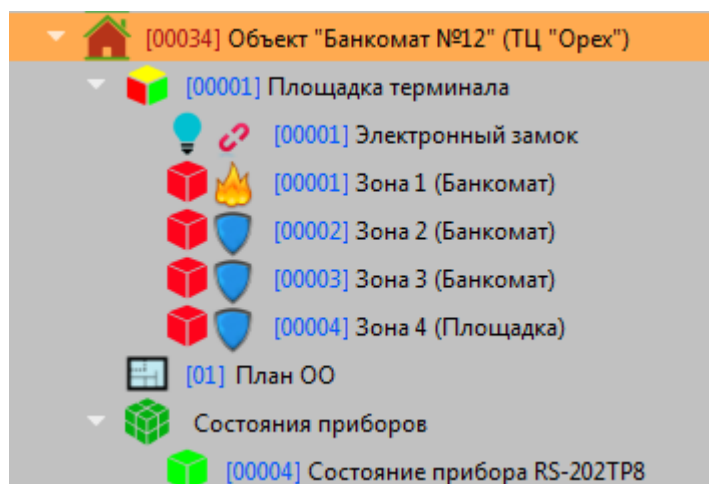 [00034] Объект "Банкомат №12" (ТЦ "Орех")
[00001] Площадка терминала
[00001] Электронный замок
[00001] Зона 1 (Банкомат)
[00002] Зона 2 (Банкомат)
[00003] Зона 3 (Банкомат)
[00004] Зона 4 (Площадка)
[01] План ОО
Состояния приборов
[00004] Состояние прибора RS-202TP8